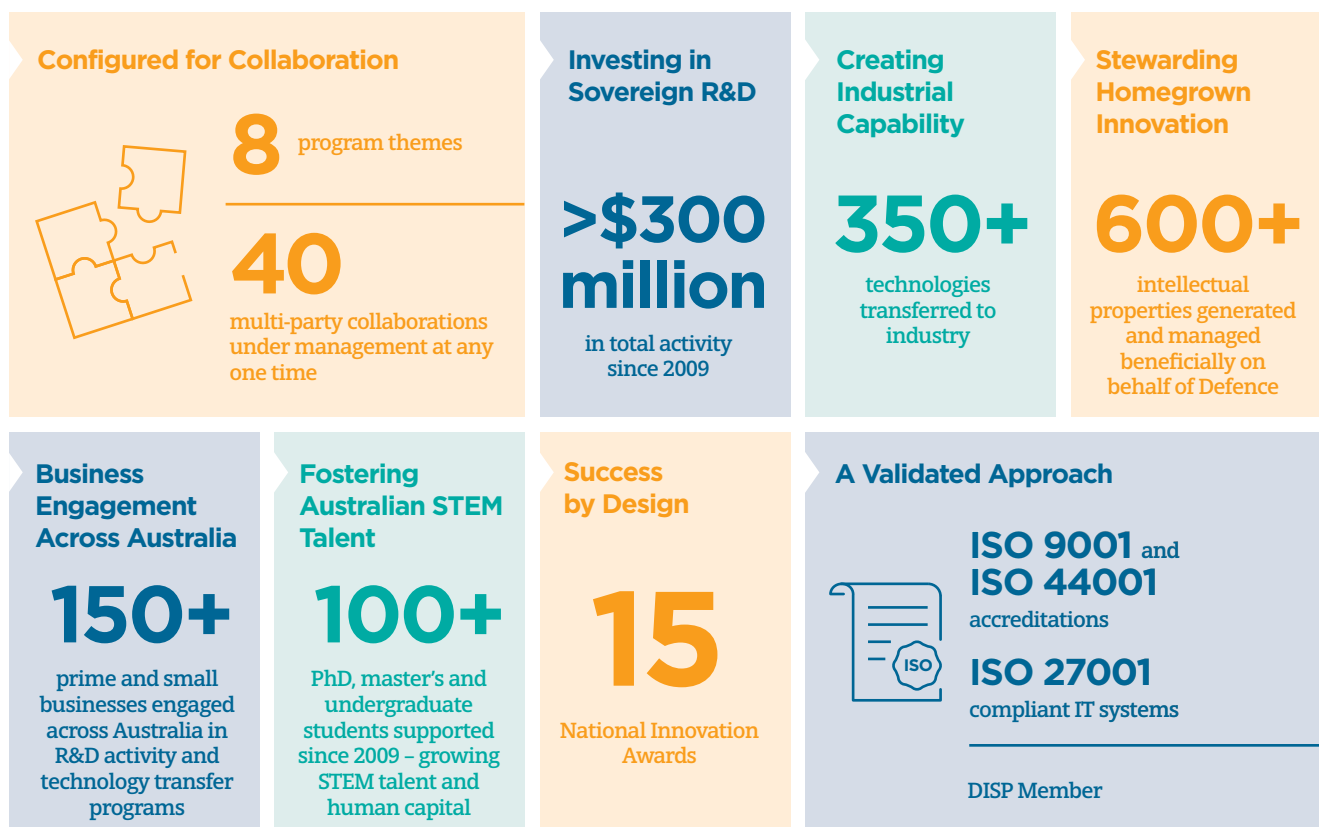 Configured for Collaboration
8 program themes
40
multi-party collaborations
under management at any
one time
Investing in
Sovereign R&D
>$300
million
in total activity
since 2009
Creating
Industrial
Capability
350+
technologies
transferred to
industry
Stewarding
Homegrown
Innovation
600+
intellectual
properties generated
and managed
beneficially on
behalf of Defence
Business
Engagement
Across Australia
150+
prime and small
businesses engaged
across Australia in
R&D activity and
technology transfer
programs
Fostering
Australian STEM
Talent
100+
PhD, master’s and
undergraduate
students supported
since 2009 – growing
STEM talent and
human capital
Success
by Design
15
National Innovation
Awards
A Validated Approach
ISO
ISO 9001 and
ISO 44001
accreditations
ISO 27001
compliant IT systems
DISP Member